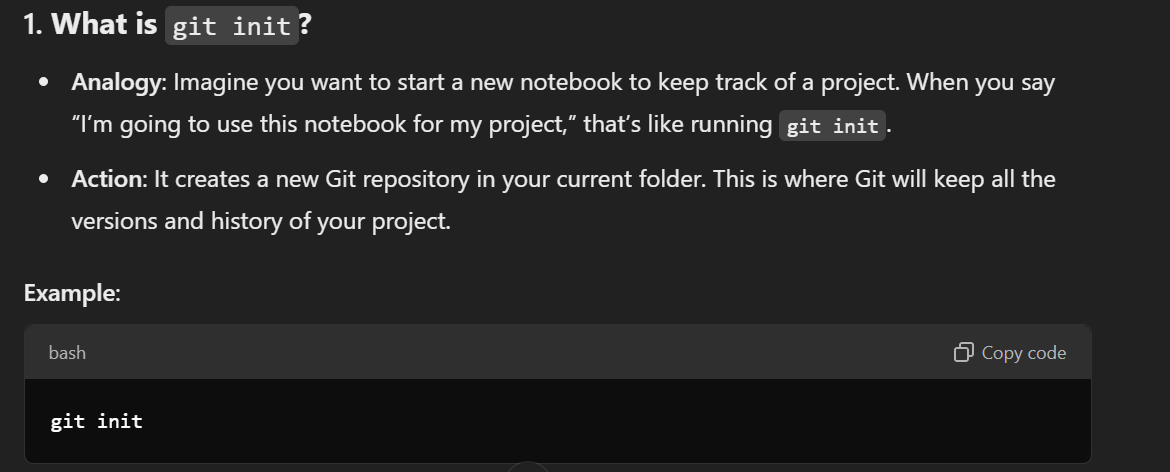 1. What is git init?
Analogy: Imagine you want to start a new notebook to keep track of a project. When you say
“I’m going to use this notebook for my project,” that’s like running git init.
Action: It creates a new Git repository in your current folder. This is where Git will keep all the
versions and history of your project.
Example:
bash
Copy code
git init